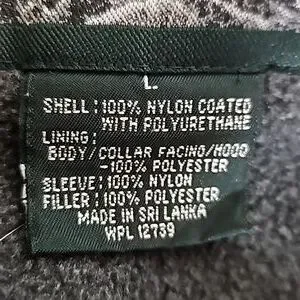 L
SHELL: 100% NYLON COATED
WITH POLYURETHANE
LINING:
BODY/COLLAR FACING/HOOD
-100% POLYESTER
SLEEVE: 100% NYLON
FILLER: 100% POLYESTER
MADE IN SRI LANKA
WPL 12739